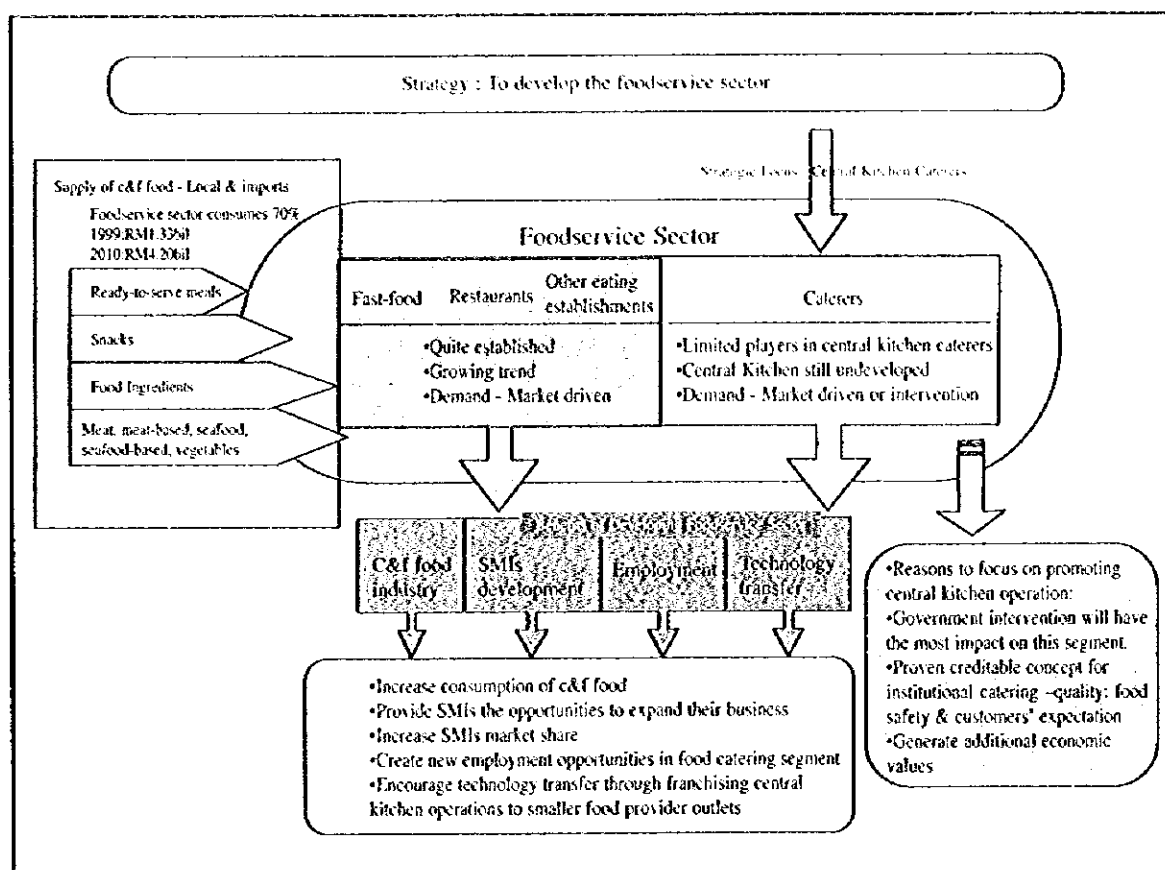 Strategy : To develop the foodservice sector
Strategic Focus : Central Kitchen Caterers
Supply of c&f food - Local & imports
Foodservice sector consumes 70%
1999:RM1.33bil
2010:RM4.20bil
Ready-to-serve meals
Snacks
Food Ingredients
Meat, meat-based, seafood,
seafood-based, vegetables
Foodservice Sector
Fast-food
Restaurants
Other eating
establishments
•Quite established
•Growing trend
•Demand - Market driven
Caterers
•Limited players in central kitchen caterers
•Central Kitchen still undeveloped
•Demand - Market driven or intervention
C&f food
industry
SMIs
development
Employment
Technology
transfer
•Increase consumption of c&f food
•Provide SMIs the opportunities to expand their business
•Increase SMIs market share
•Create new employment opportunities in food catering segment
•Encourage technology transfer through franchising central
kitchen operations to smaller food provider outlets
•Reasons to focus on promoting
central kitchen operation:
•Government intervention will have
the most impact on this segment.
•Proven creditable concept for
institutional catering –quality: food
safety & customers' expectation
•Generate additional economic
values